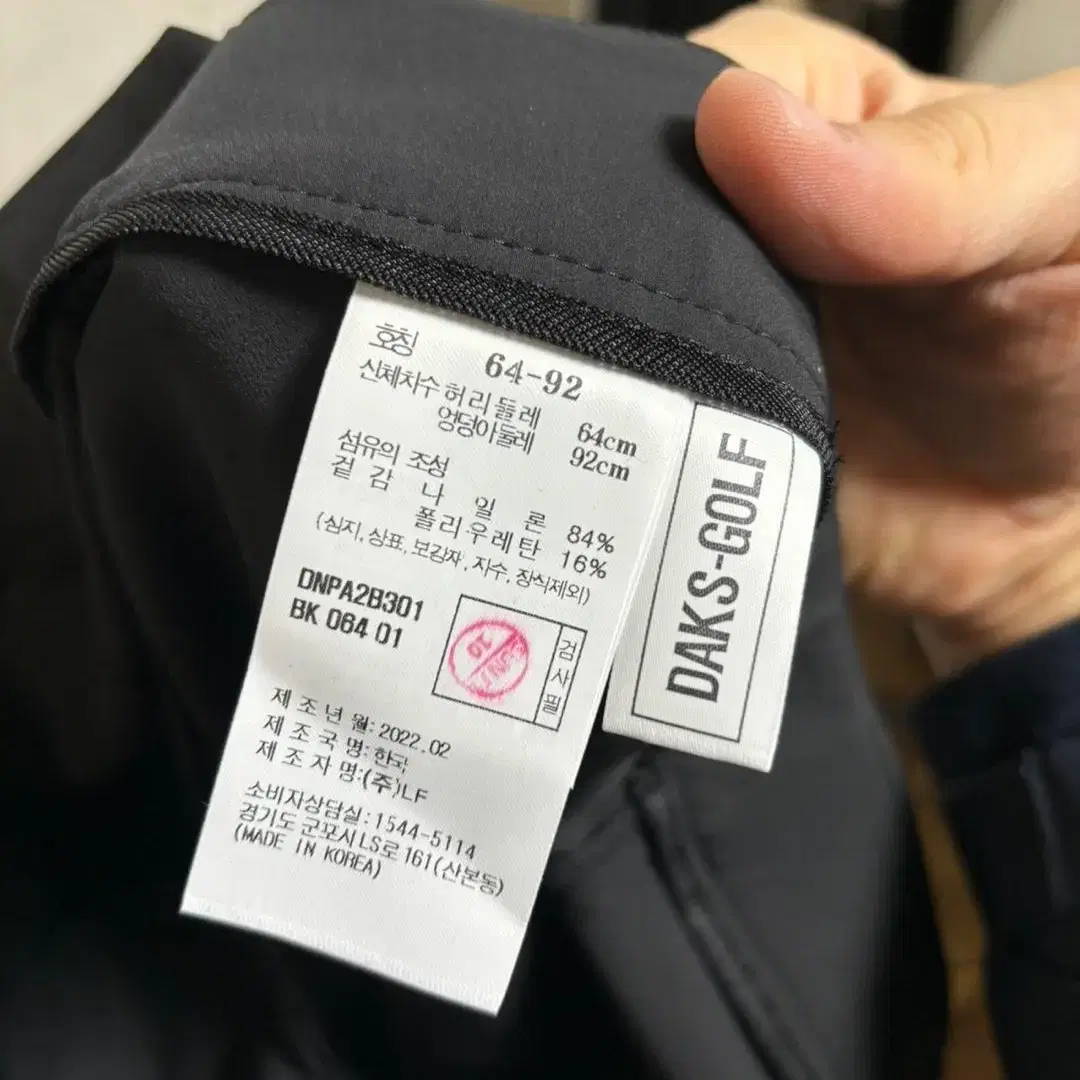 호칭 64-92
신체치수 허리둘레 64cm
엉덩이둘레 92cm
섬유의 조성
겉감 나일론 84%
폴리우레탄 16%
(심지,상표,보강자,자수,장식제외)
DNPA2B301
BK 064 01
검사필
제조년월:2022.02
제조국명:한국
제조자명:(주)LF
소비자상담실:1544-5114
경기도 군포시LS로 161(산본동)
(MADE IN KOREA)
DAKS-GOLF